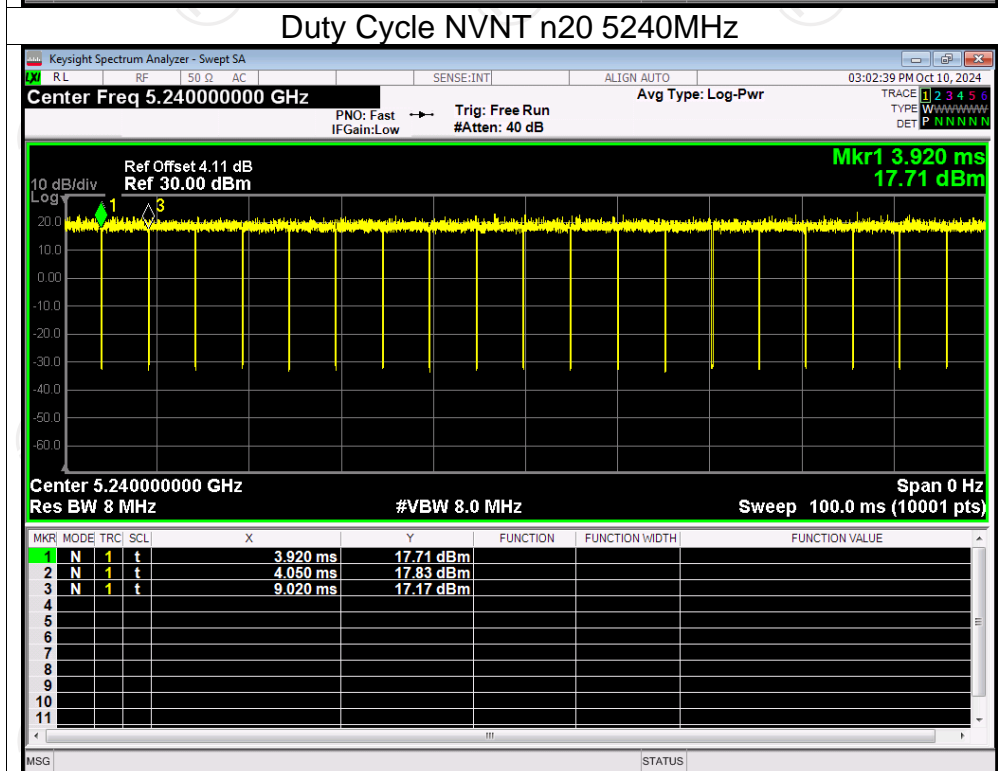 Duty Cycle NVNT n20 5240MHz
Keysight Spectrum Analyzer - Swept SA
LXI RL RF 50 Ω AC SENSE:INT ALIGN AUTO 03:02:39 PM Oct 10, 2024
Center Freq 5.240000000 GHz
PNO: Fast
IFGain:Low
Trig: Free Run
#Atten: 40 dB
Avg Type: Log-Pwr
TRACE 1 2 3 4 5 6
TYPE WWWWWW
DET P N N N N N
Mkr1 3.920 ms
17.71 dBm
Ref Offset 4.11 dB
10 dB/div Ref 30.00 dBm
Log
1 3
20.0
10.0
0.00
-10.0
-20.0
-30.0
-40.0
-50.0
-60.0
Center 5.240000000 GHz Span 0 Hz
Res BW 8 MHz #VBW 8.0 MHz Sweep 100.0 ms (10001 pts)
MKR MODE TRC SCL X Y FUNCTION FUNCTION WIDTH FUNCTION VALUE
1 N 1 t 3.920 ms 17.71 dBm
2 N 1 t 4.050 ms 17.83 dBm
3 N 1 t 9.020 ms 17.17 dBm
4
5
6
7
8
9
10
11
MSG STATUS